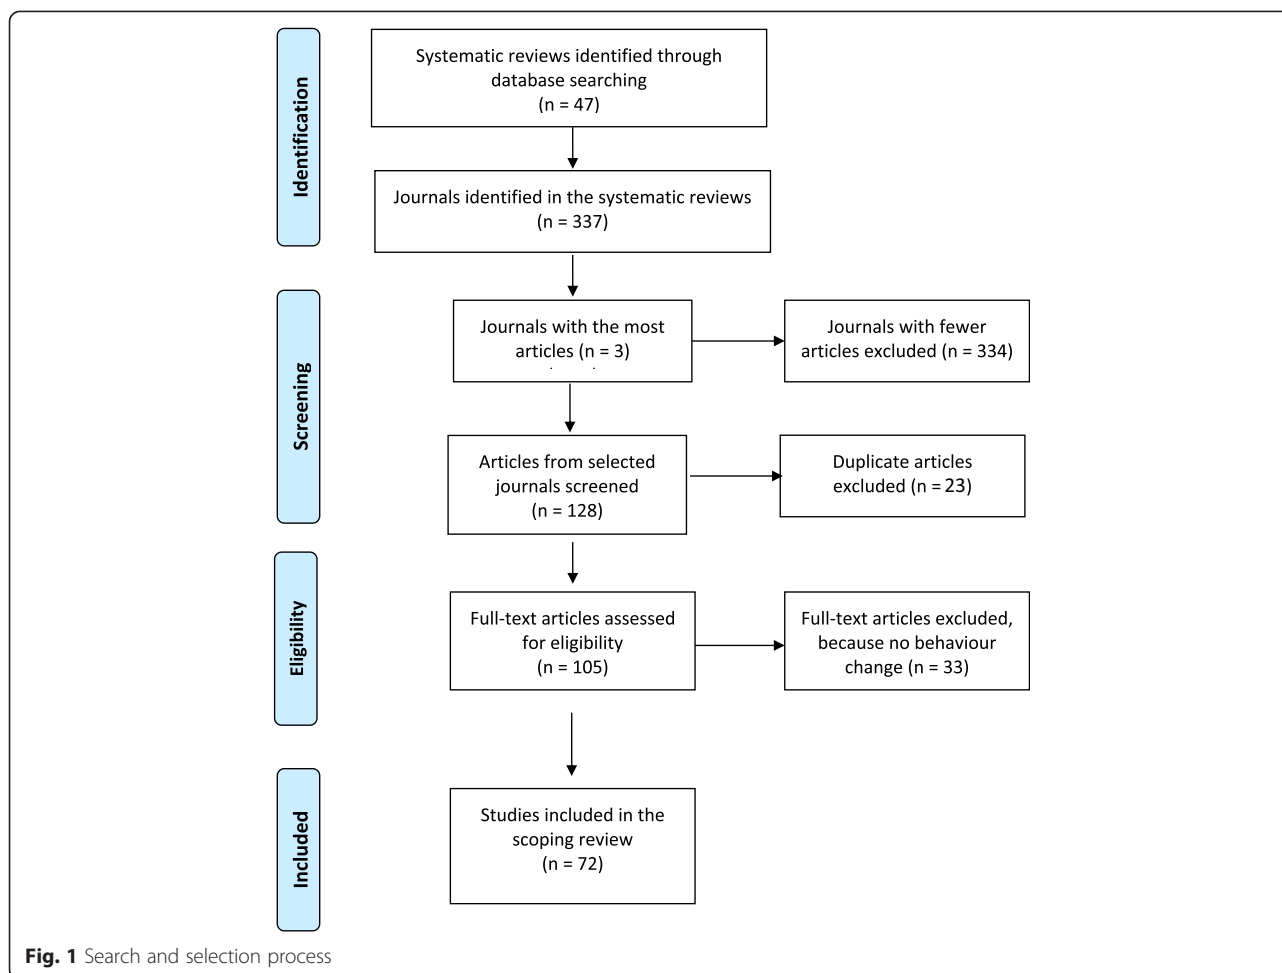 Identification
Systematic reviews identified through
database searching
(n = 47)
Journals identified in the systematic reviews
(n = 337)
Screening
Journals with the most
articles (n = 3)
Journals with fewer
articles excluded (n = 334)
Articles from selected
journals screened
(n = 128)
Duplicate articles
excluded (n = 23)
Eligibility
Full-text articles assessed
for eligibility
(n = 105)
Full-text articles excluded,
because no behaviour
change (n = 33)
Included
Studies included in the
scoping review
(n = 72)
Fig. 1 Search and selection process